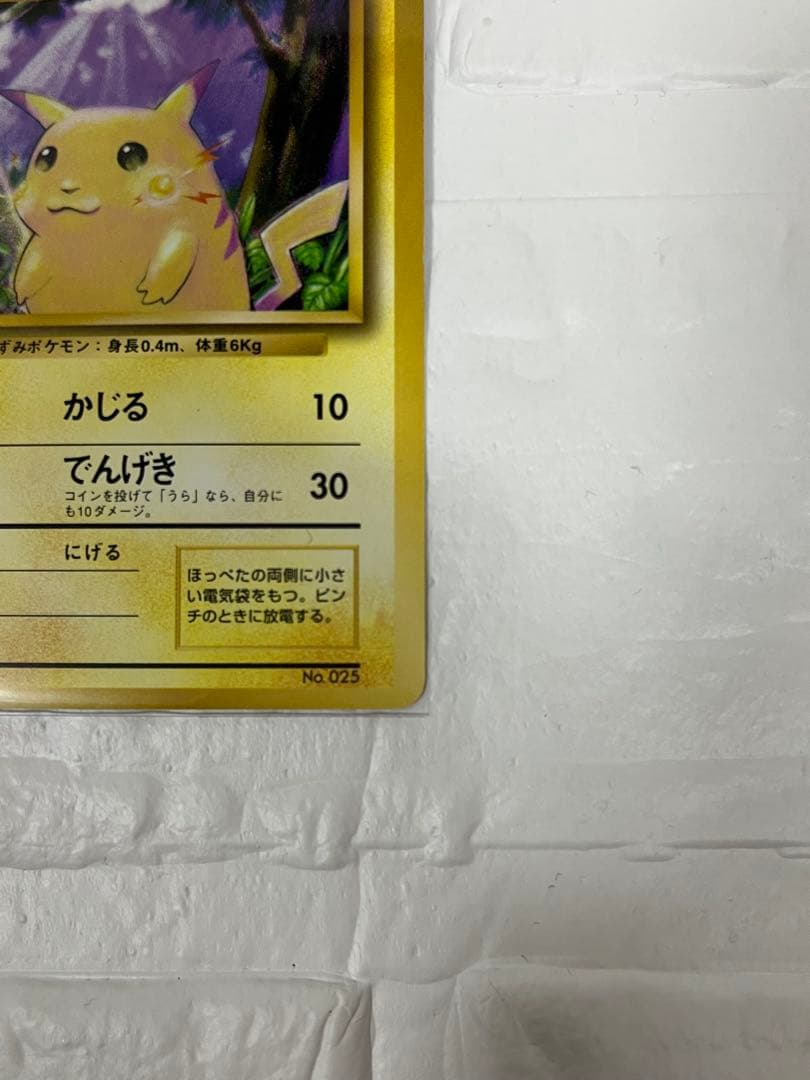 ずみポケモン：身長0.4m、体重6Kg
かじる 10
でんげき 30
コインを投げて「うら」なら、自分に
も10ダメージ。
にげる
ほっぺたの両側に小さ
い電気袋をもつ。ピン
チのときに放電する。
No.025